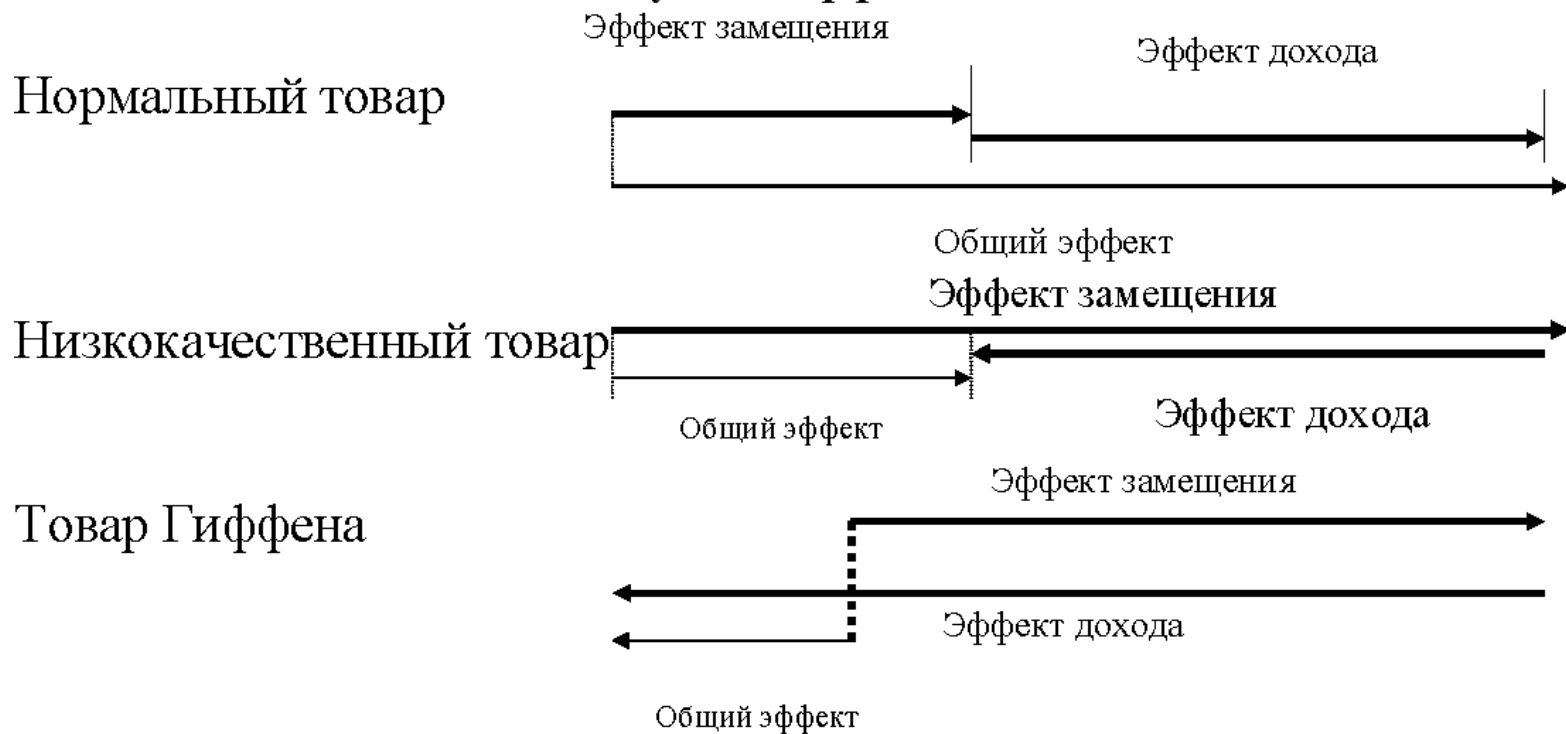 Эффект замещения
Эффект дохода
Нормальный товар
Общий эффект
Эффект замещения
Низкокачественный товар
Эффект дохода
Общий эффект
Эффект замещения
Товар Гиффена
Эффект дохода
Общий эффект